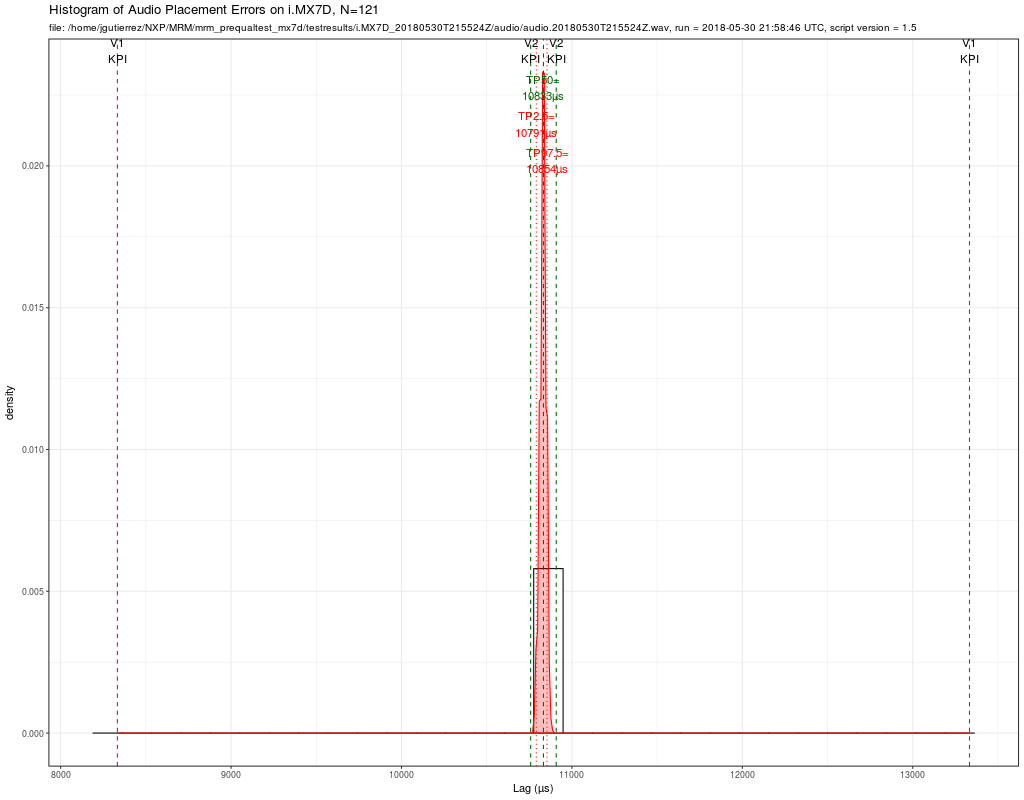 Histogram of Audio Placement Errors on i.MX7D, N=121
file: /home/jgutierrez/NXP/MRM/mrm_prequaltest_mx7d/testresults/i.MX7D_20180530T215524Z/audio/audio.20180530T215524Z.wav, run = 2018-05-30 21:58:46 UTC, script version = 1.5
V1 V2 V2 V1
KPI KPI KPI KPI
TP50=
10833µs
TP2.5=
10791µs
TP97.5=
10854µs
0.020
0.015
0.010
0.005
0.000
density
8000 9000 10000 11000 12000 13000
Lag (µs)